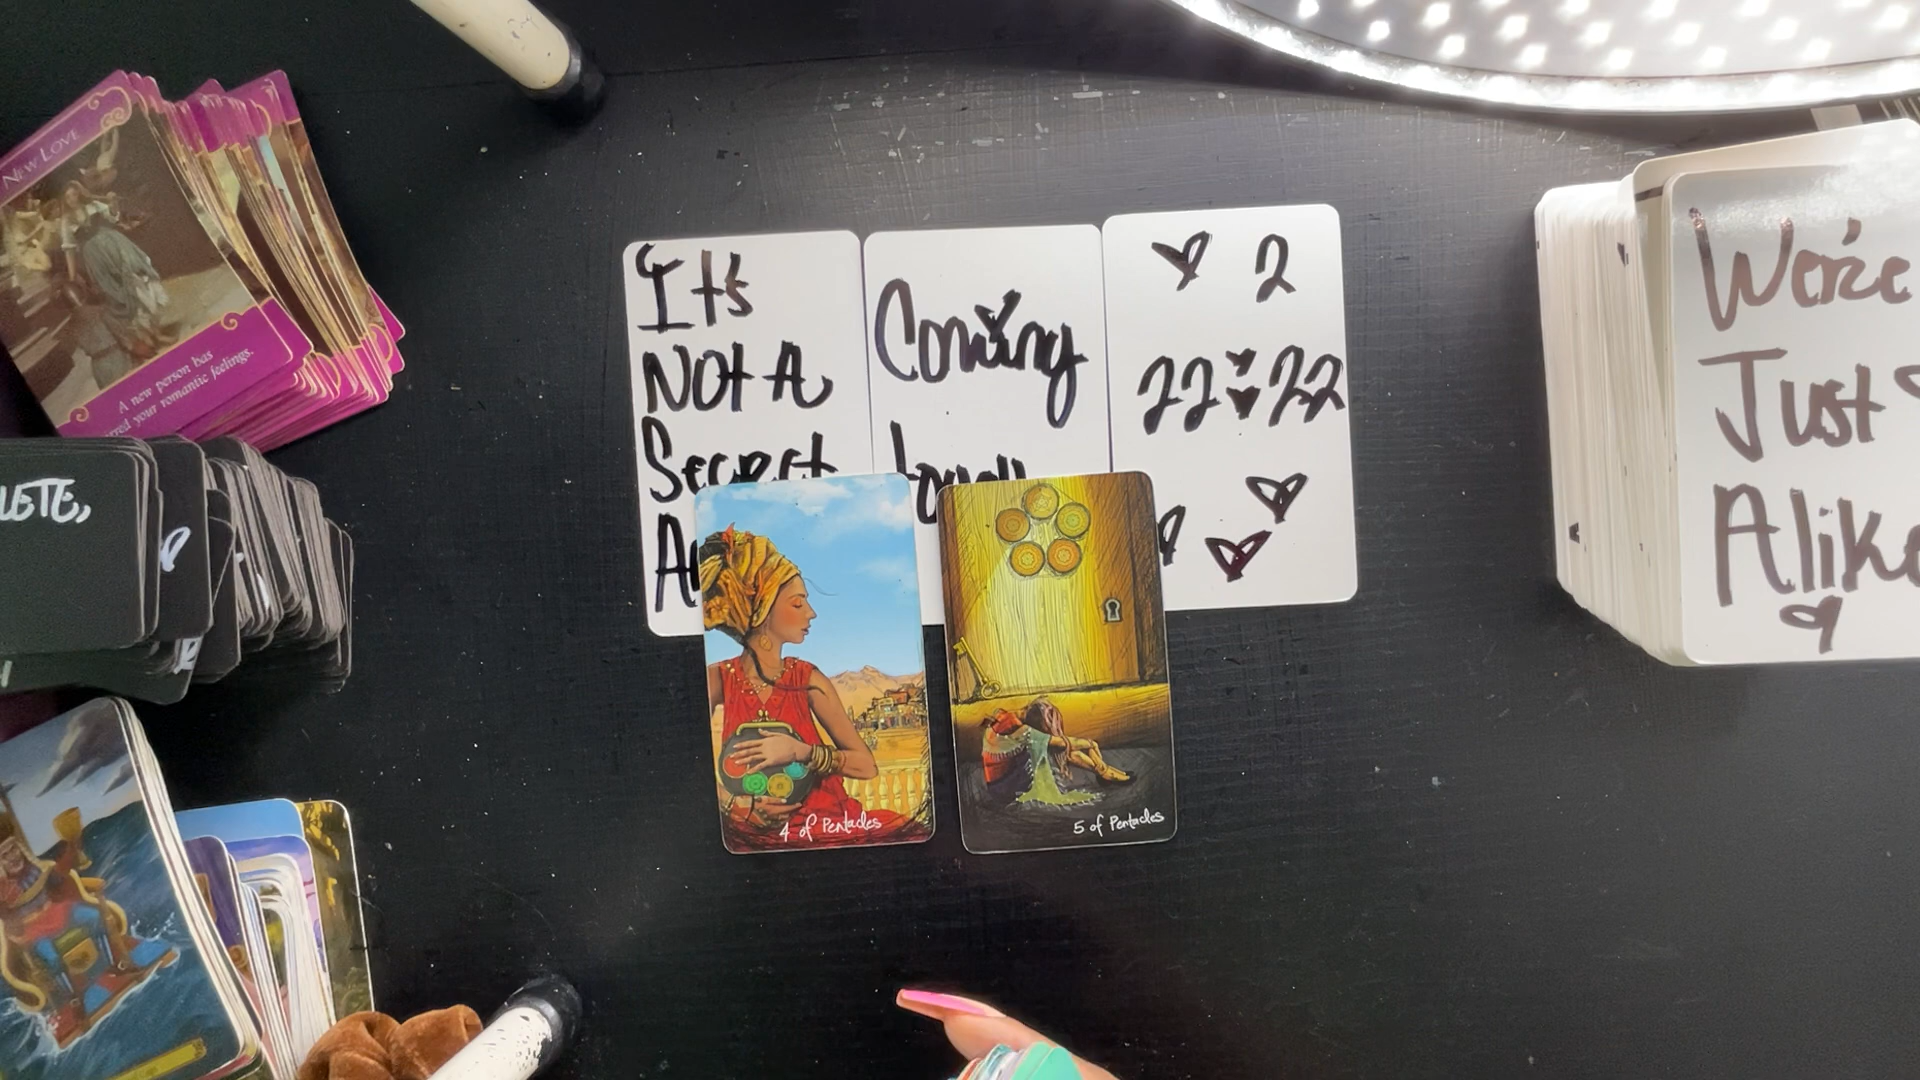 NEW LOVE
A new person has
your romantic feelings.
LETE,
It's
Not A
Secret
Coming
2
22 22
We're
Just
Alike
4 of Pentacles
5 of Pentacles